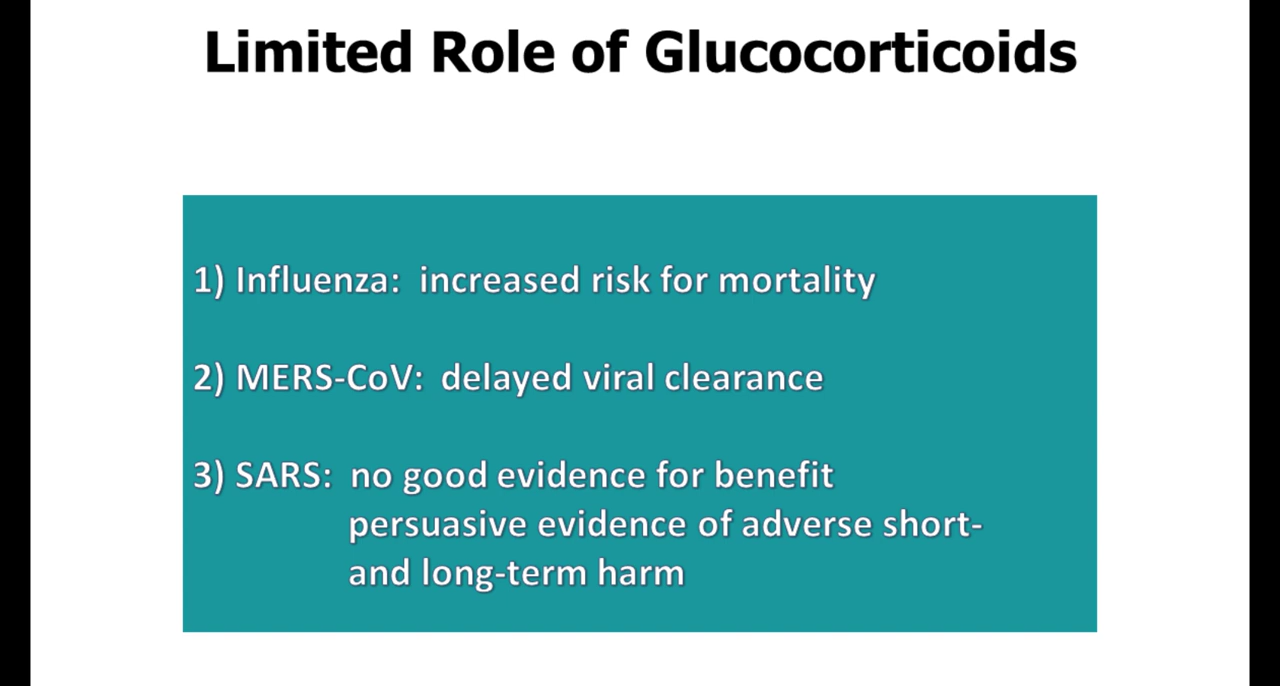 Limited Role of Glucocorticoids
1) Influenza: increased risk for mortality
2) MERS-CoV: delayed viral clearance
3) SARS: no good evidence for benefit
persuasive evidence of adverse short-
and long-term harm